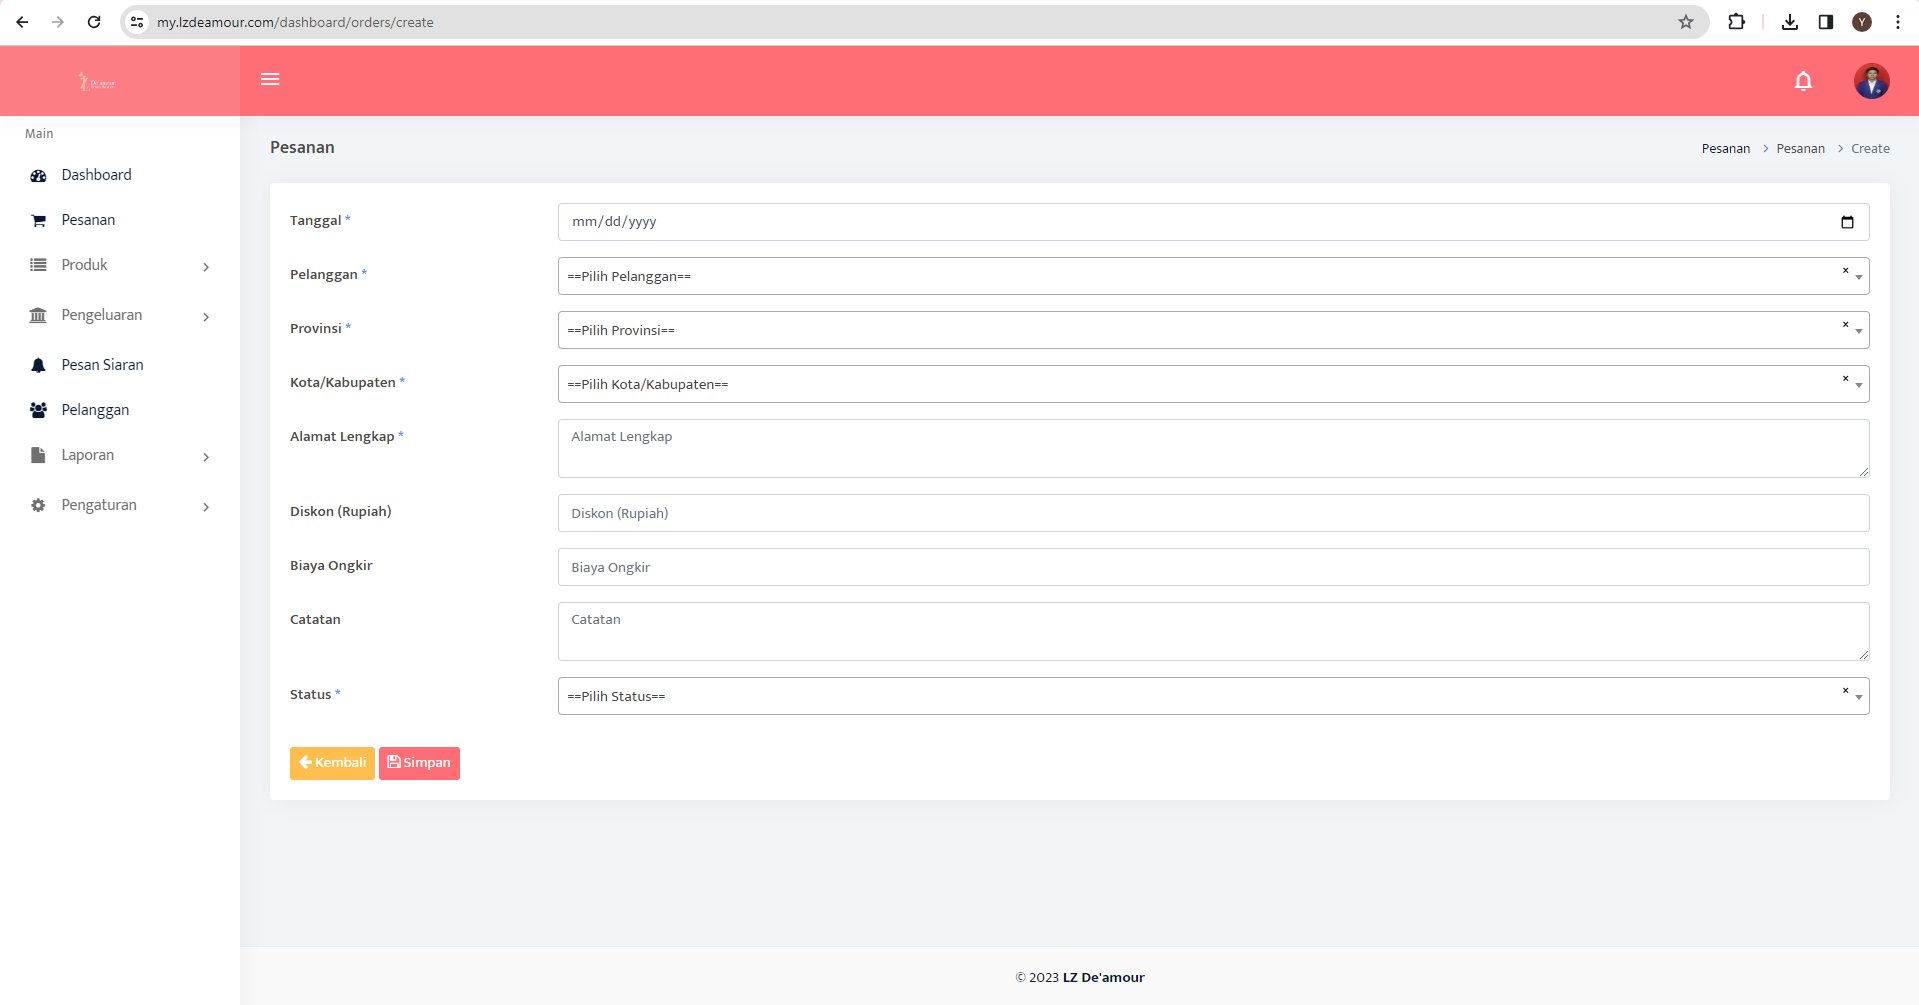 my.lzdeamour.com/dashboard/orders/create
Y
De'amour
Main
Dashboard
Pesanan
Produk
Pengeluaran
Pesan Siaran
Pelanggan
Laporan
Pengaturan
Pesanan
Pesanan > Pesanan > Create
Tanggal * mm/dd/yyyy
Pelanggan * ==Pilih Pelanggan== ×
Provinsi * ==Pilih Provinsi== ×
Kota/Kabupaten * ==Pilih Kota/Kabupaten== ×
Alamat Lengkap * Alamat Lengkap
Diskon (Rupiah) Diskon (Rupiah)
Biaya Ongkir Biaya Ongkir
Catatan Catatan
Status * ==Pilih Status== ×
Kembali Simpan
© 2023 LZ De'amour